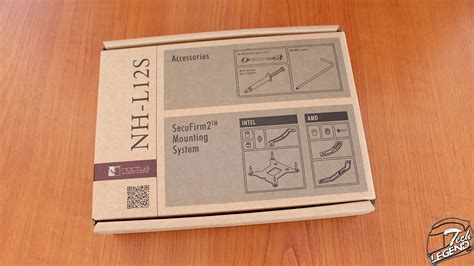 NH-L12S
Accessories
SecuFirm2™
Mounting
System
INTEL
AMD
noctua
Tech
LEGEND